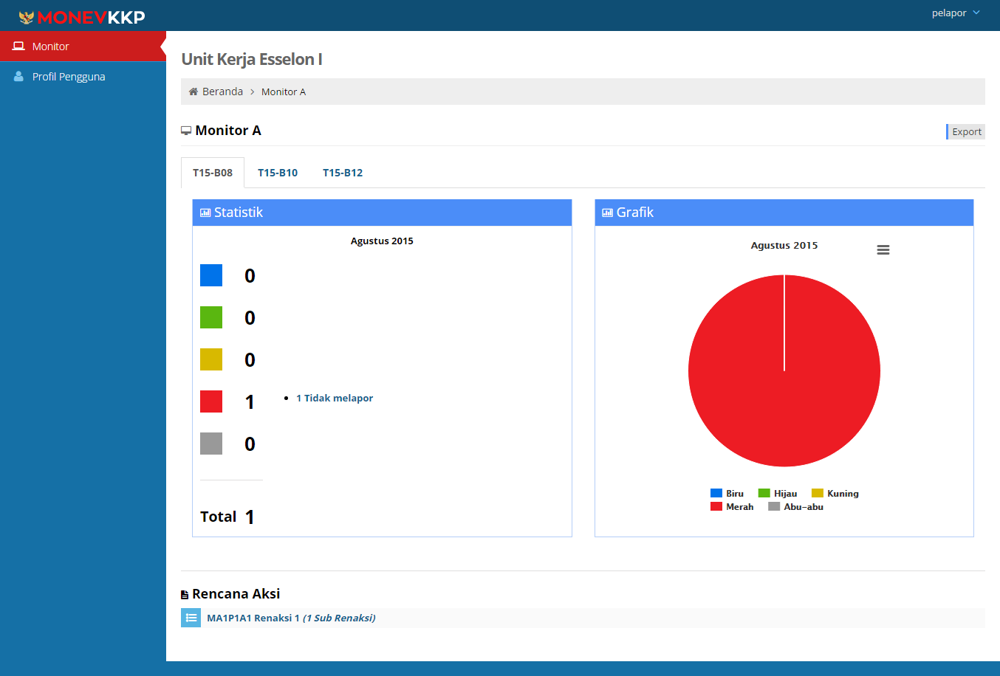 MONEVKKP
pelapor
Monitor
Profil Pengguna
Unit Kerja Esselon I
Beranda > Monitor A
Monitor A
Export
T15-B08 T15-B10 T15-B12
Statistik
Agustus 2015
0
0
0
1 • 1 Tidak melapor
0
Total 1
Grafik
Agustus 2015
Biru Hijau Kuning
Merah Abu-abu
Rencana Aksi
MA1P1A1 Renaksi 1 (1 Sub Renaksi)